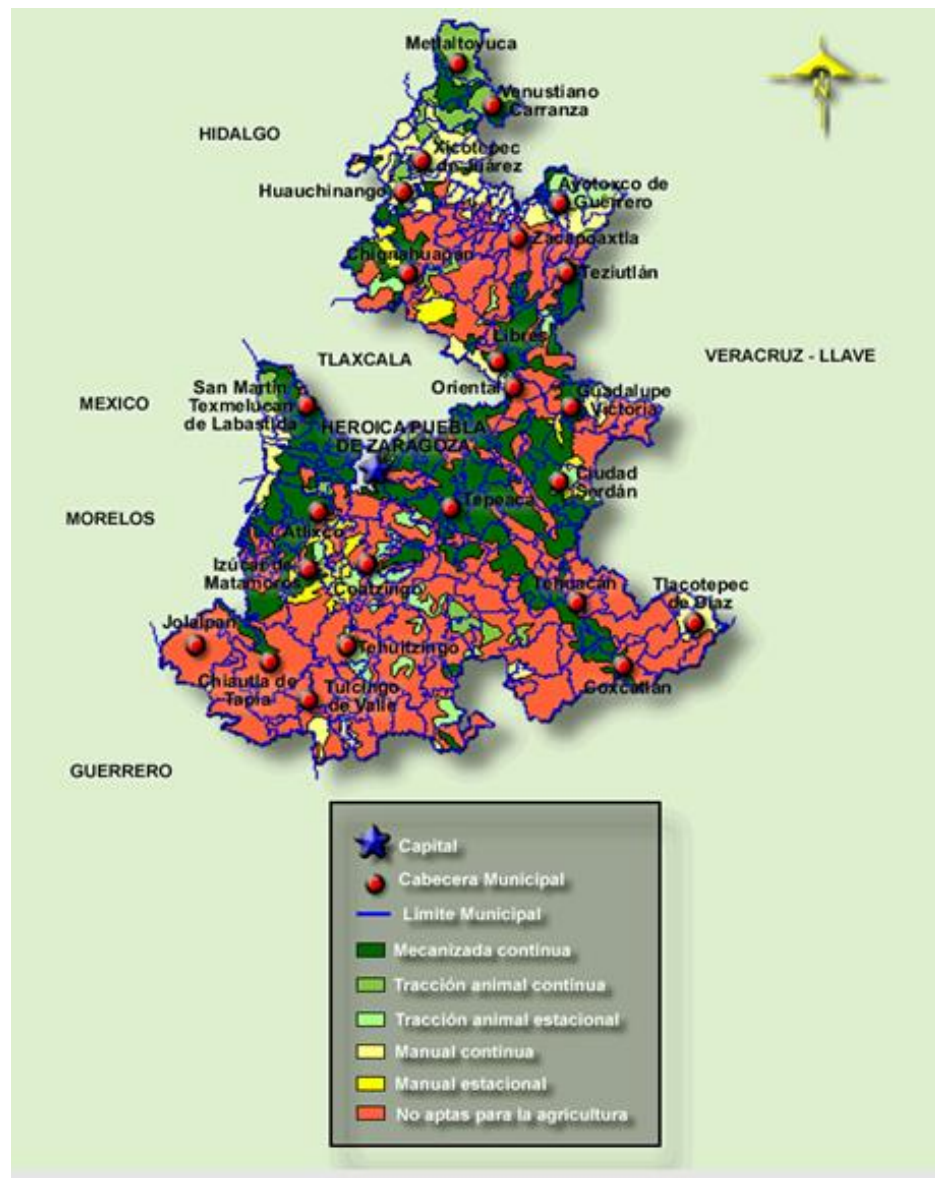 Metlaltoyuca
Venustiano
Carranza
HIDALGO
Xicotepec
de Juárez
Huauchinango
Ayotoxco de
Guerrero
Zacapoaxtla
Chignahuapan
Teziutlán
Libres
TLAXCALA
VERACRUZ - LLAVE
Oriental
San Martín
Texmelucan
de Labastida
MEXICO
Guadalupe
Victoria
HEROICA PUEBLA
DE ZARAGOZA
Ciudad
Serdán
Tepeaca
MORELOS
Atlixco
Izúcar de
Matamoros
Coatzingo
Tehuacán
Tlacotepec
de Díaz
Jolalpan
Tehuitzingo
Chiautla de
Tapia
Tulcingo
de Valle
Coxcatlán
GUERRERO
N
Capital
Cabecera Municipal
Límite Municipal
Mecanizada continua
Tracción animal continua
Tracción animal estacional
Manual continua
Manual estacional
No aptas para la agricultura